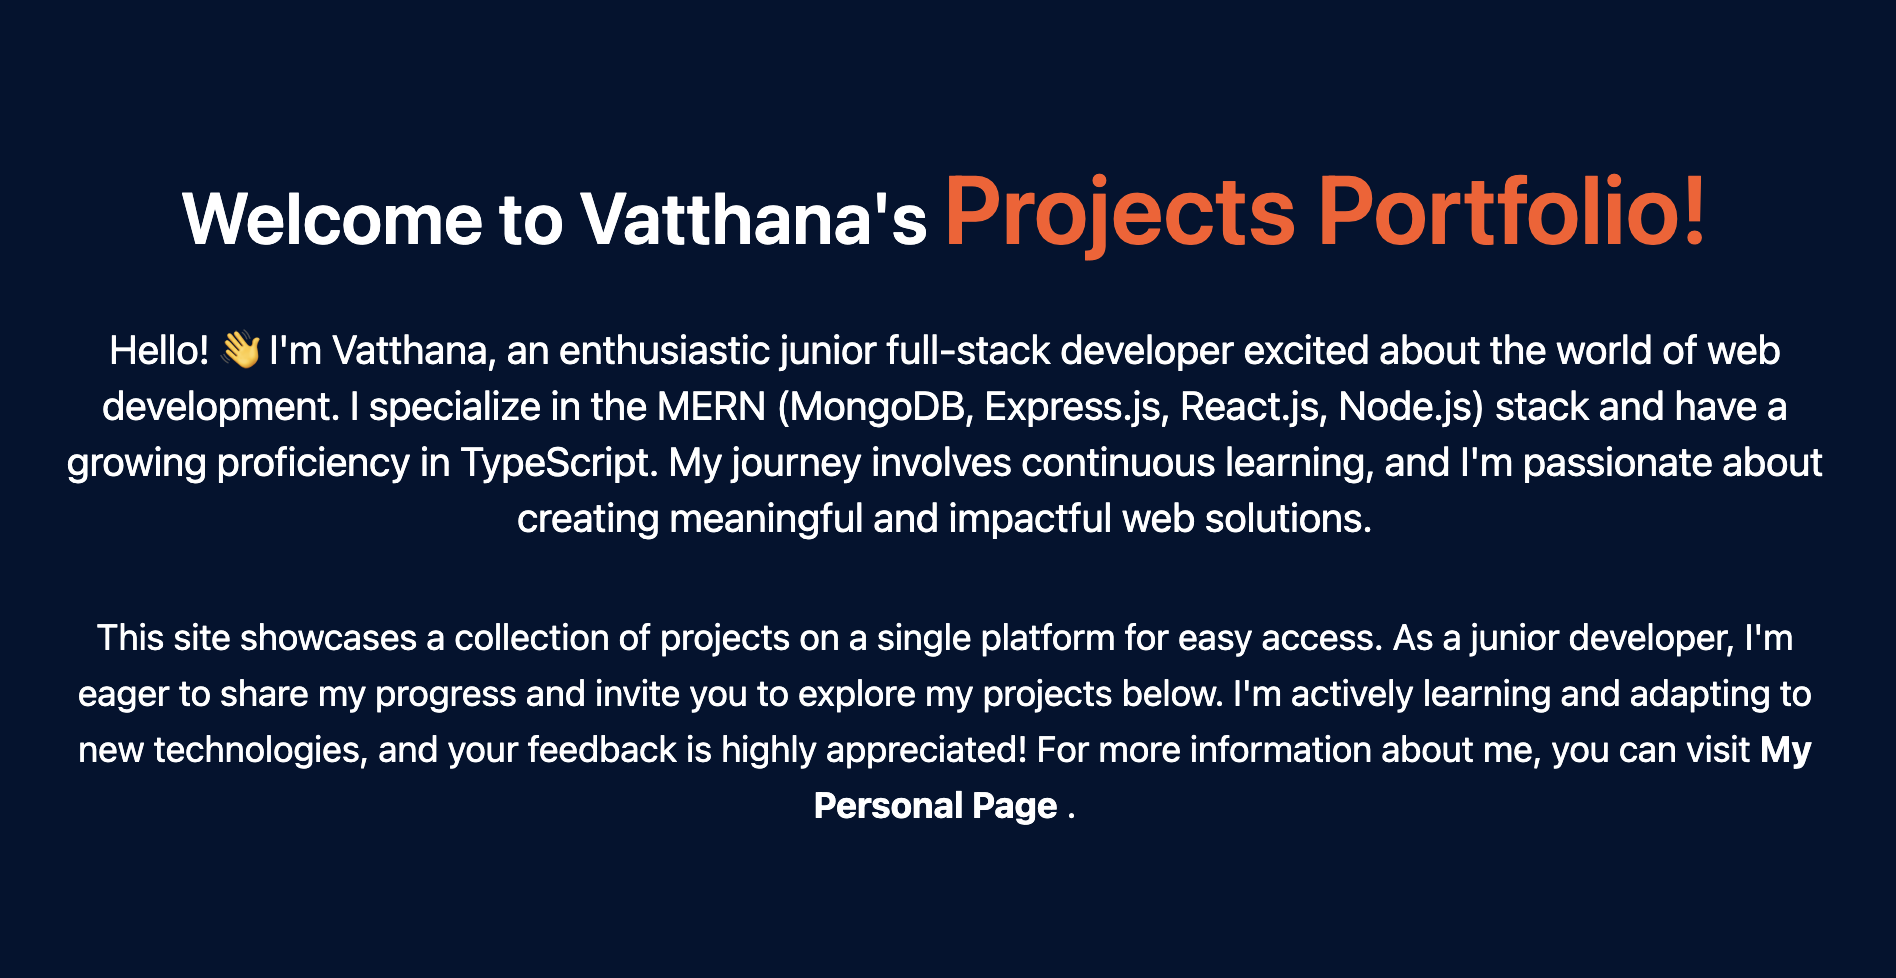 Welcome to Vatthana's Projects Portfolio!
Hello! 👋 I'm Vatthana, an enthusiastic junior full-stack developer excited about the world of web
development. I specialize in the MERN (MongoDB, Express.js, React.js, Node.js) stack and have a
growing proficiency in TypeScript. My journey involves continuous learning, and I'm passionate about
creating meaningful and impactful web solutions.
This site showcases a collection of projects on a single platform for easy access. As a junior developer, I'm
eager to share my progress and invite you to explore my projects below. I'm actively learning and adapting to
new technologies, and your feedback is highly appreciated! For more information about me, you can visit My
Personal Page .